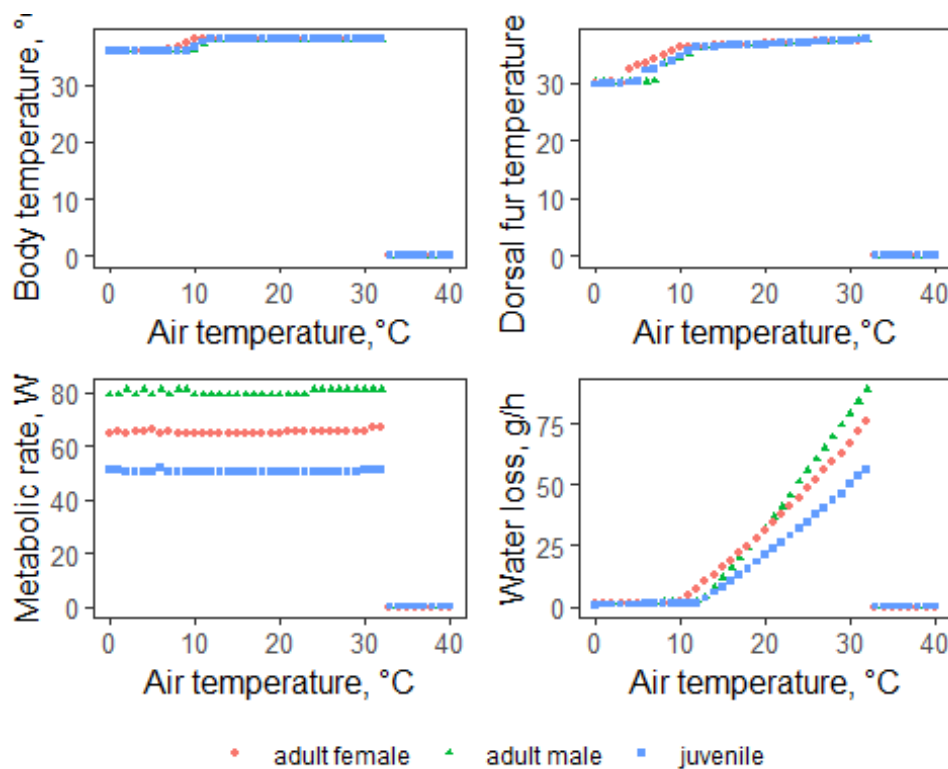 Body temperature, °
30
20
10
0
0 10 20 30 40
Air temperature,°C
Dorsal fur temperature
30
20
10
0
0 10 20 30 40
Air temperature,°C
Metabolic rate, W
80
60
40
20
0
0 10 20 30 40
Air temperature, °C
Water loss, g/h
75
50
25
0
0 10 20 30 40
Air temperature, °C
adult female adult male juvenile